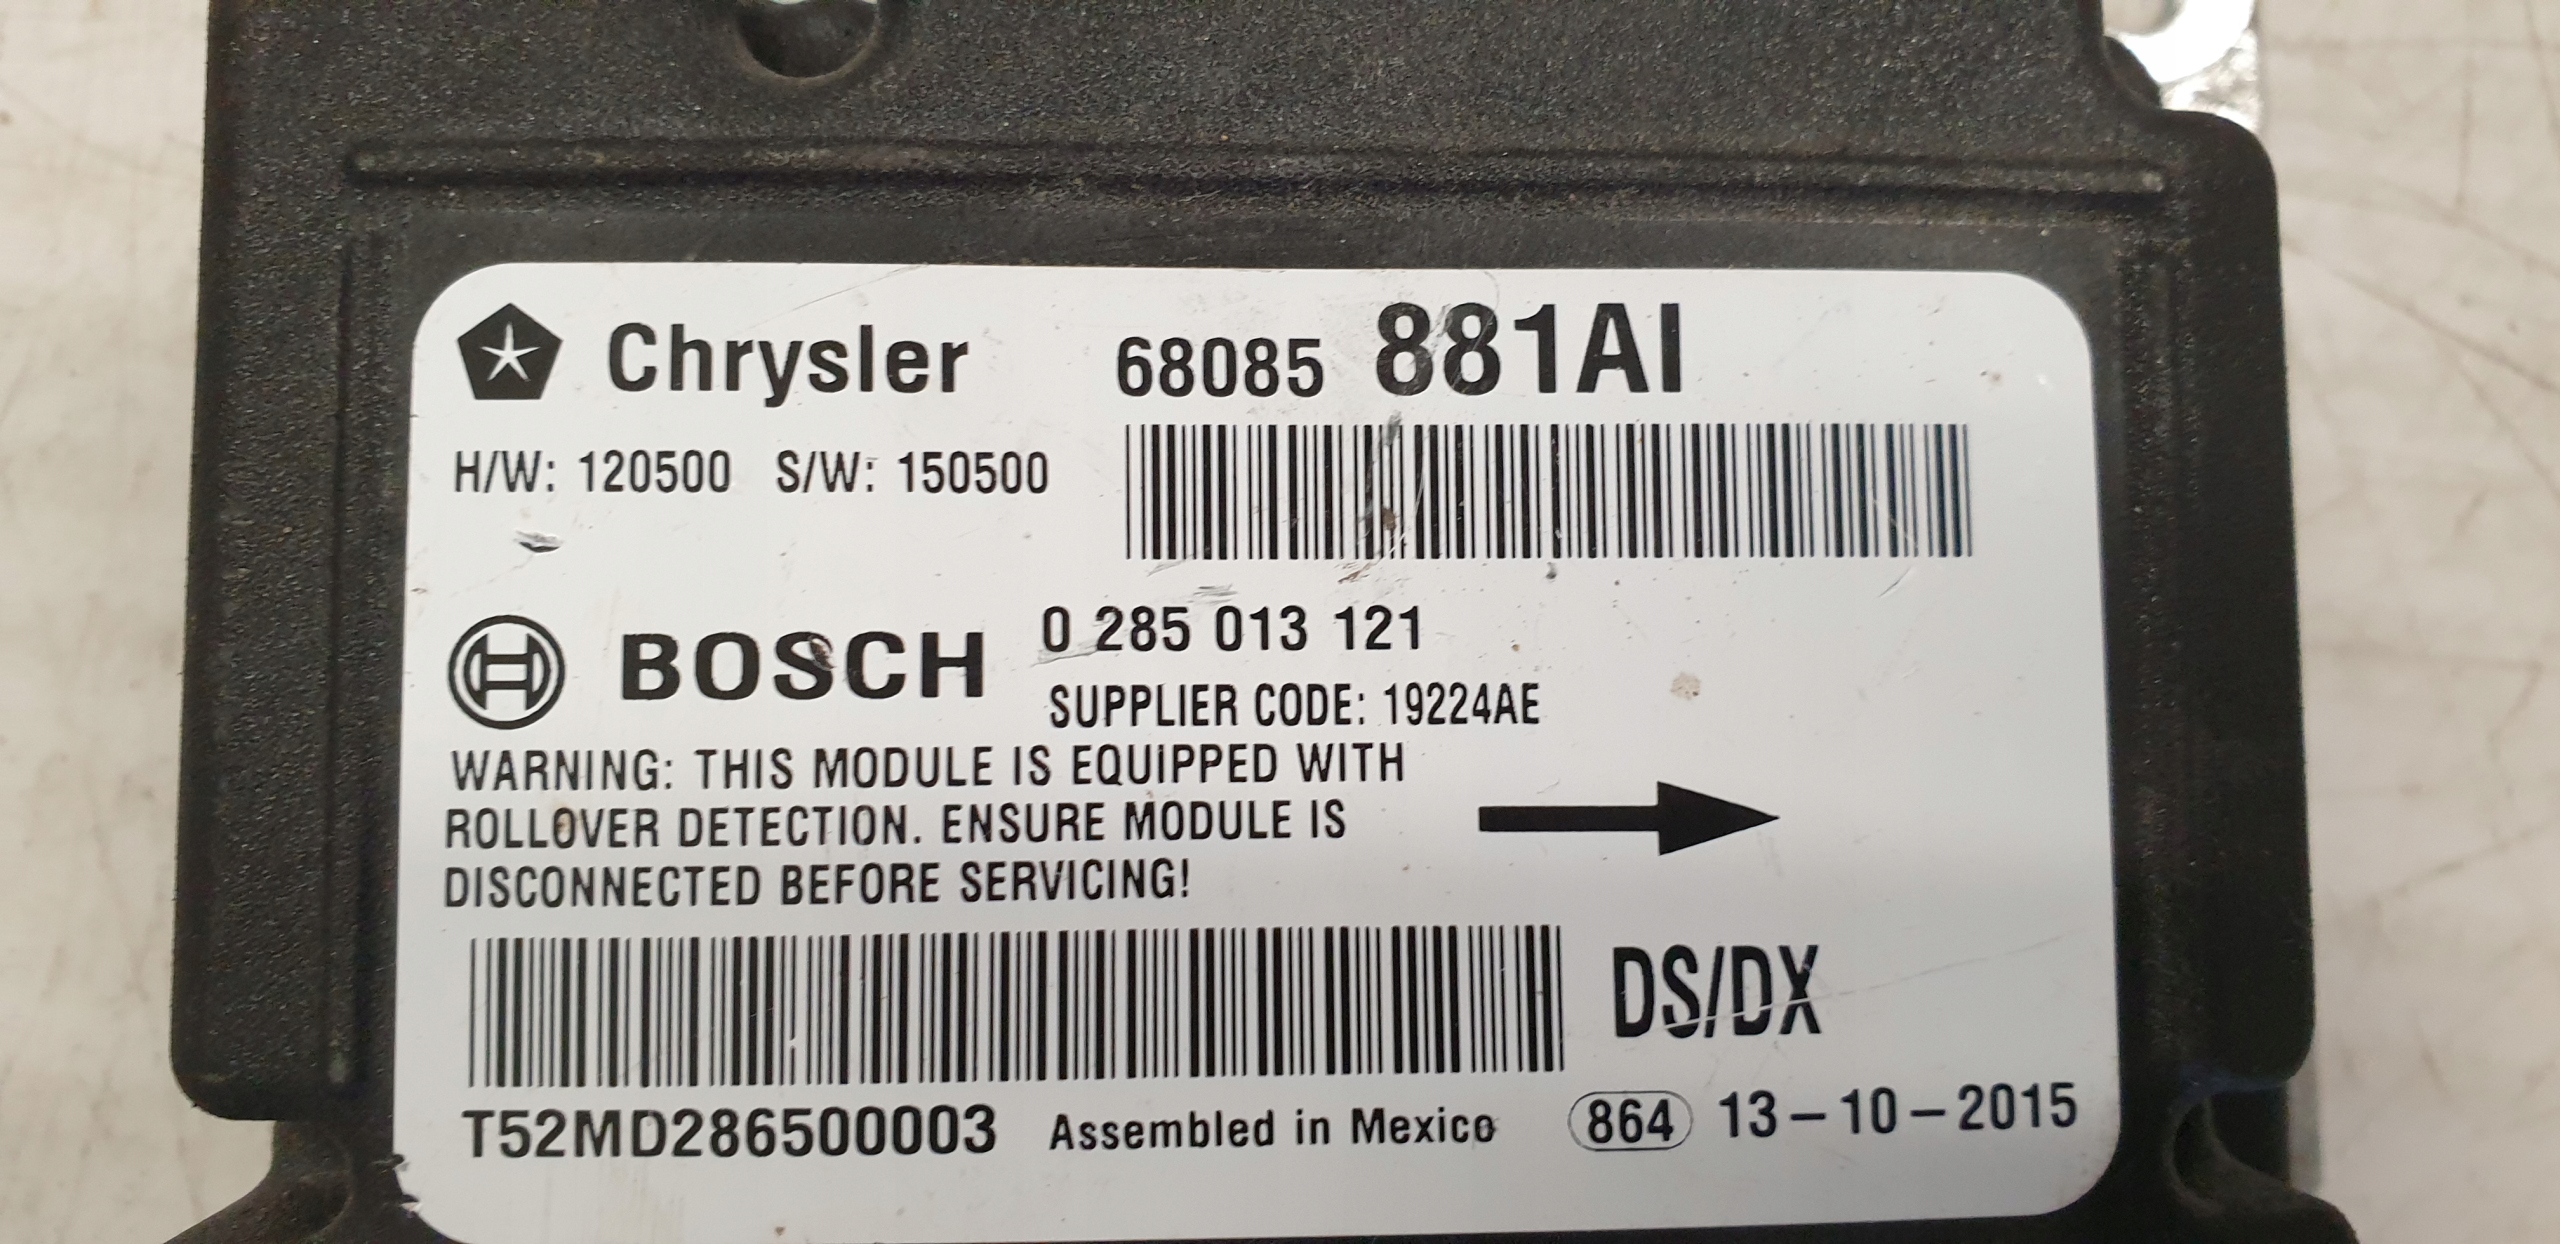 Chrysler 68085 881AI
H/W: 120500 S/W: 150500
BOSCH 0 285 013 121
SUPPLIER CODE: 19224AE
WARNING: THIS MODULE IS EQUIPPED WITH
ROLLOVER DETECTION. ENSURE MODULE IS
DISCONNECTED BEFORE SERVICING!
DS/DX
T52MD286500003 Assembled in Mexico 864 13-10-2015